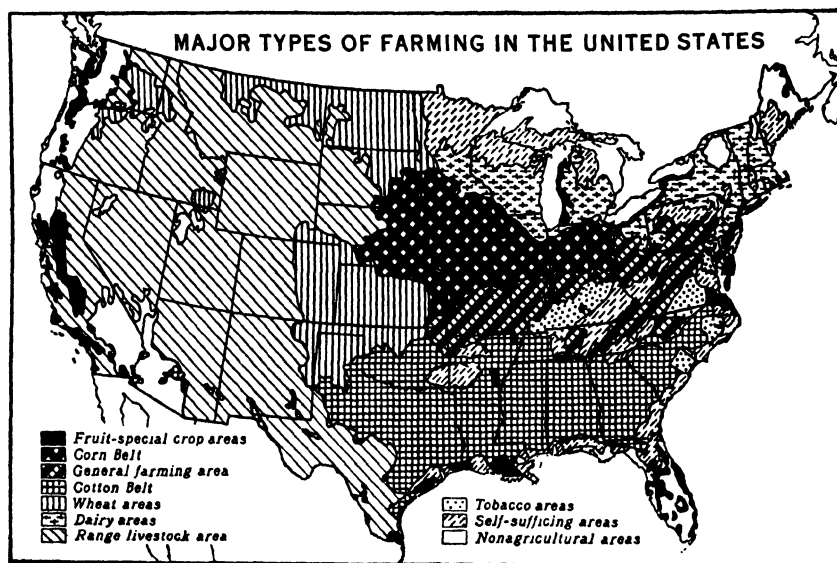 MAJOR TYPES OF FARMING IN THE UNITED STATES
Fruit-special crop areas
Corn Belt
General farming area
Cotton Belt
Wheat areas
Dairy areas
Range livestock area
Tobacco areas
Self-sufficing areas
Nonagricultural areas